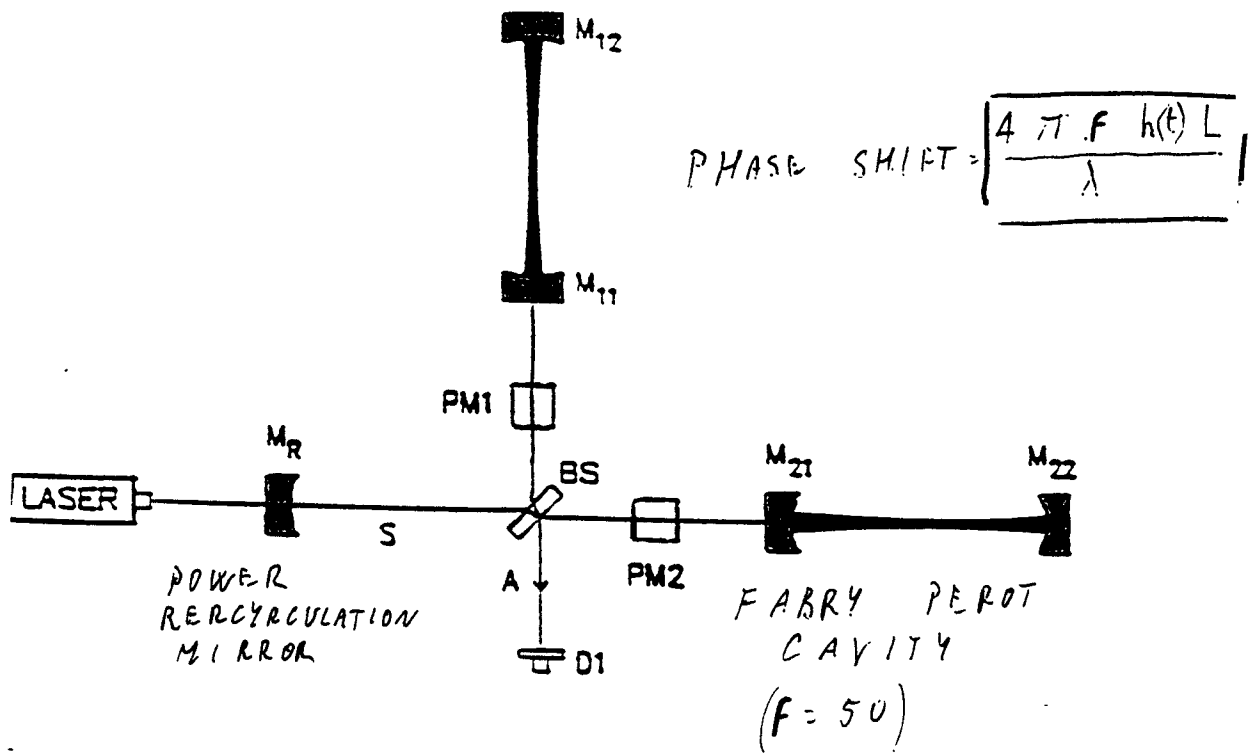 M12
PHASE SHIFT = 4 π F h(t) L / λ
M11
PM1
MR
BS
M21
M22
LASER
S
A
PM2
POWER
RERCYRCULATION
MIRROR
FABRY PEROT
CAVITY
(F = 50)
D1